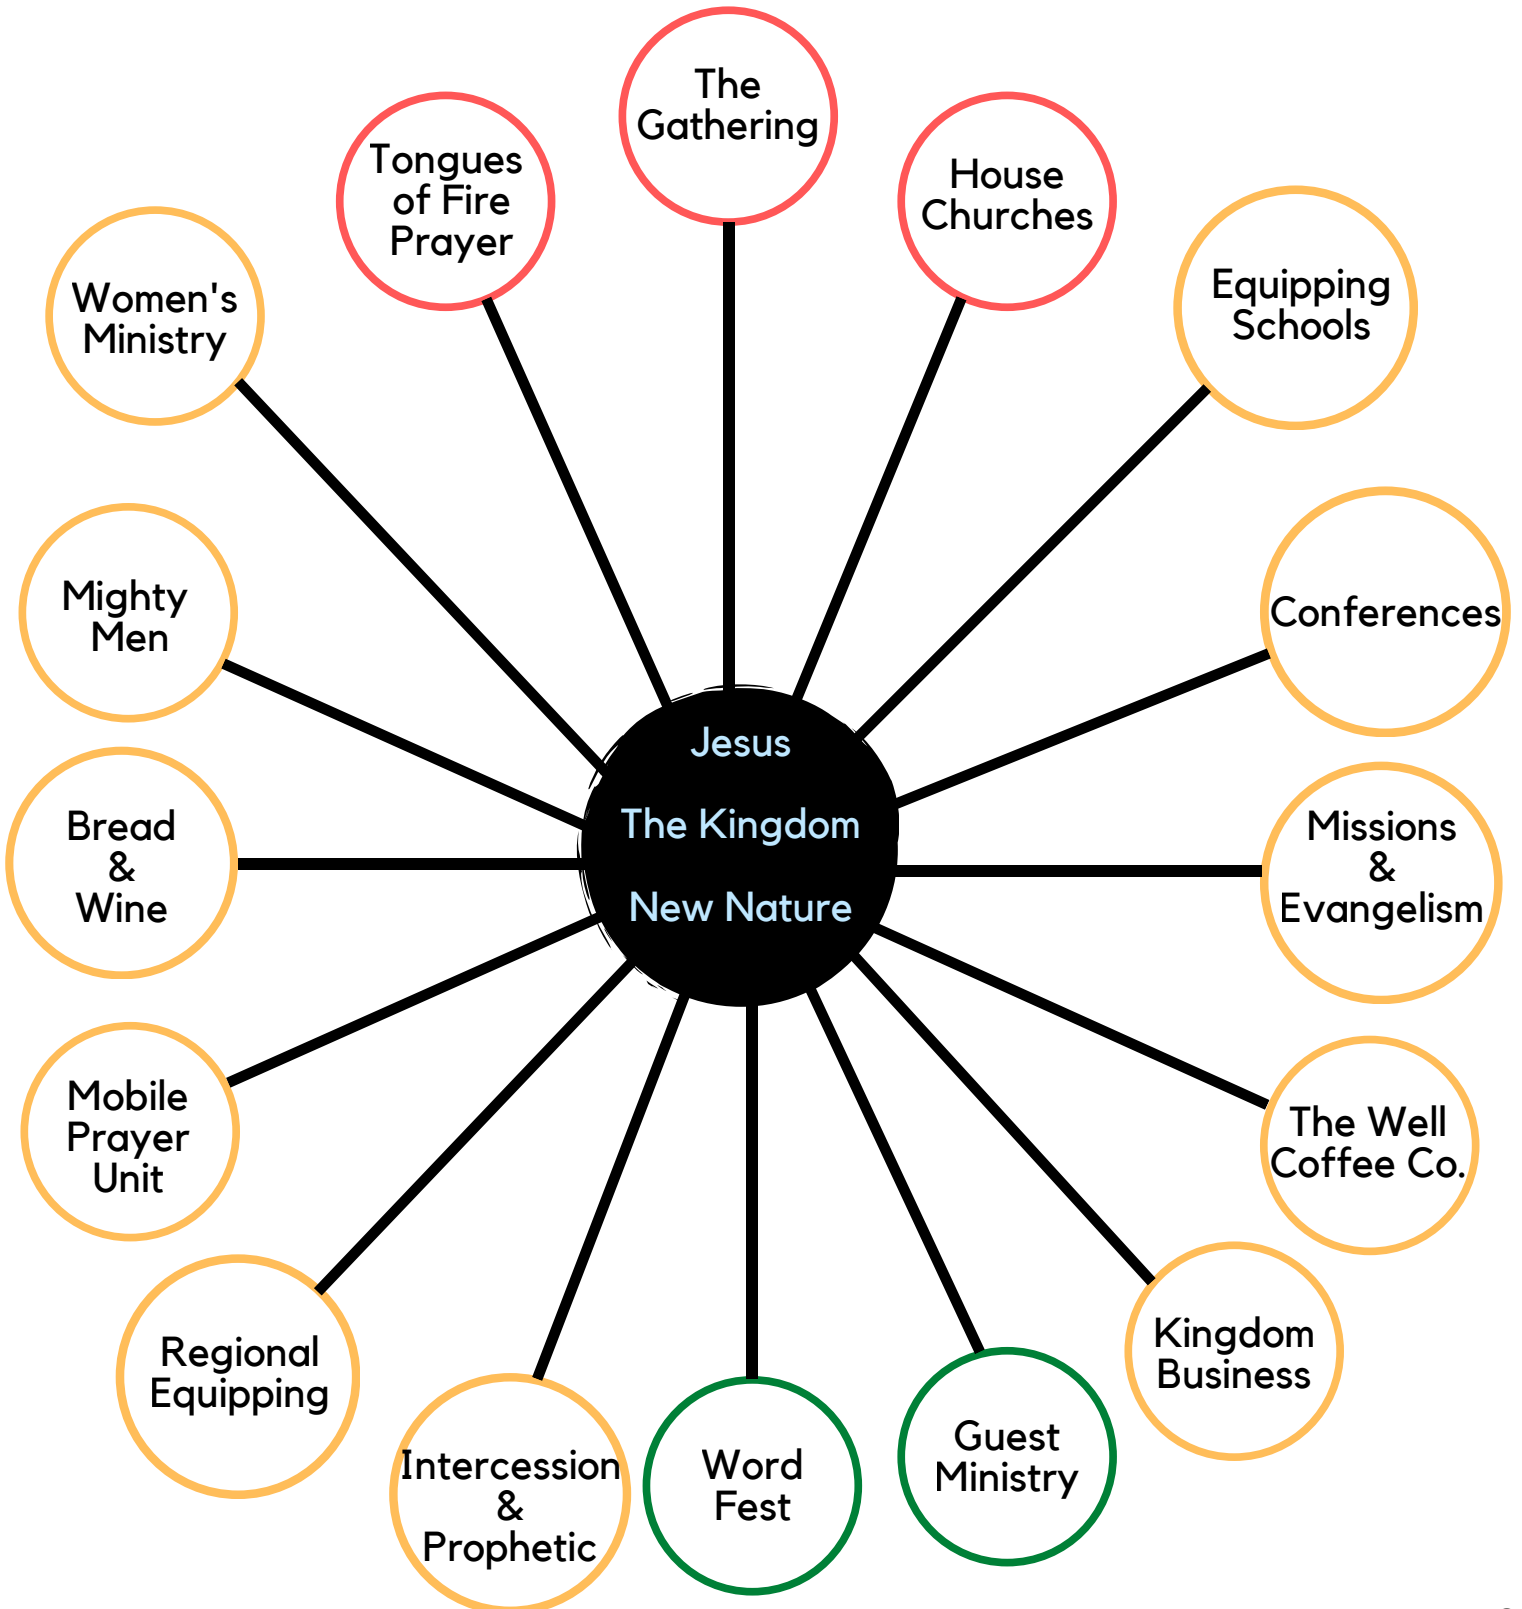 The
Gathering
Tongues
of Fire
Prayer
House
Churches
Women's
Ministry
Equipping
Schools
Mighty
Men
Conferences
Jesus
The Kingdom
New Nature
Bread
&
Wine
Missions
&
Evangelism
Mobile
Prayer
Unit
The Well
Coffee Co.
Regional
Equipping
Kingdom
Business
Intercession
&
Prophetic
Word
Fest
Guest
Ministry